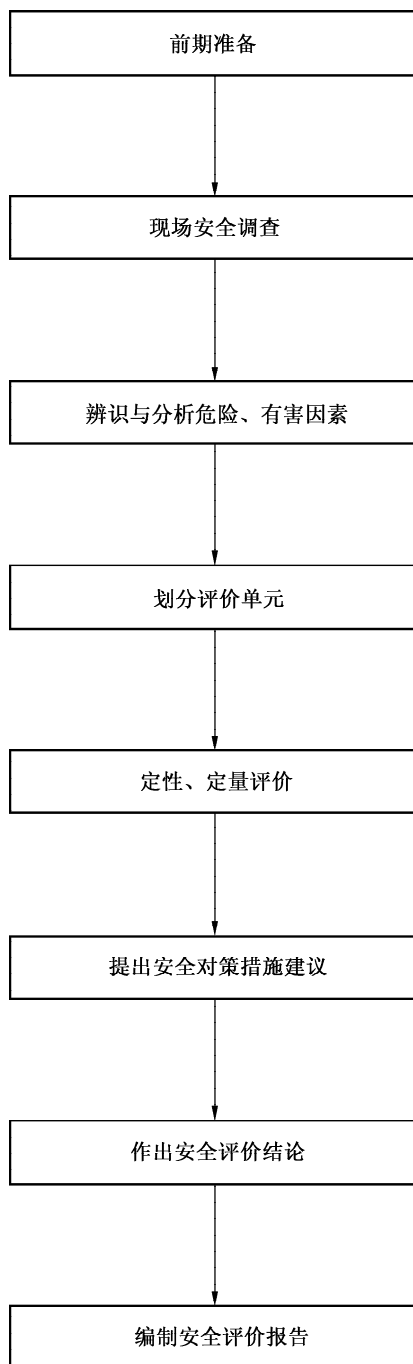 前期准备
现场安全调查
辨识与分析危险、有害因素
划分评价单元
定性、定量评价
提出安全对策措施建议
作出安全评价结论
编制安全评价报告